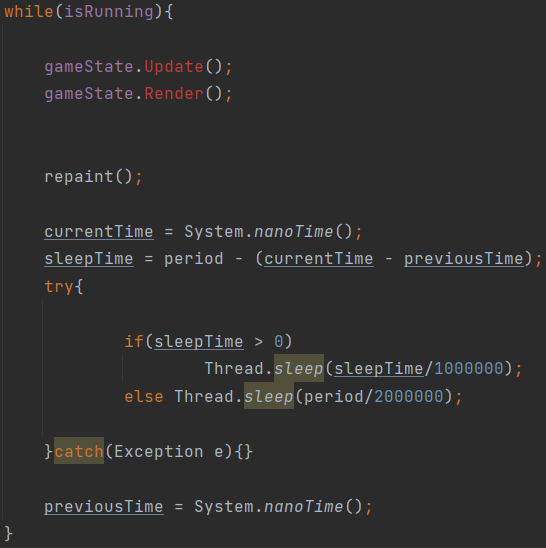 while(isRunning){
gameState.Update();
gameState.Render();
repaint();
currentTime = System.nanoTime();
sleepTime = period - (currentTime - previousTime);
try{
if(sleepTime > 0)
Thread.sleep(sleepTime/1000000);
else Thread.sleep(period/2000000);
}catch(Exception e){}
previousTime = System.nanoTime();
}